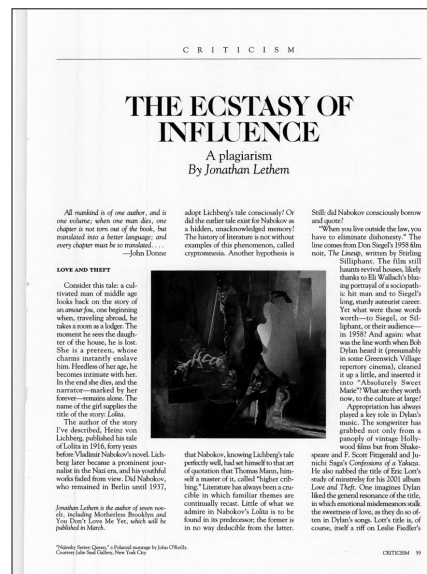 CRITICISM
THE ECSTASY OF
INFLUENCE
A plagiarism
By Jonathan Lethem
All mankind is of one author, and is
one volume; when one man dies, one
chapter is not torn out of the book, but
translated into a better language; and
every chapter must be so translated. . . .
—John Donne
LOVE AND THEFT
Consider this tale: a cul-
tivated man of middle age
looks back on the story of
an amour fou, one beginning
when, traveling abroad, he
takes a room as a lodger. The
moment he sees the daugh-
ter of the house, he is lost.
She is a preteen, whose
charms instantly enslave
him. Heedless of her age, he
becomes intimate with her.
In the end she dies, and the
narrator—marked by her
forever—remains alone. The
name of the girl supplies the
title of the story: Lolita.
The author of the story
I've described, Heinz von
Lichberg, published his tale
of Lolita in 1916, forty years
before Vladimir Nabokov's novel. Lich-
berg later became a prominent jour-
nalist in the Nazi era, and his youthful
works faded from view. Did Nabokov,
who remained in Berlin until 1937,
adopt Lichberg's tale consciously? Or
did the earlier tale exist for Nabokov as
a hidden, unacknowledged memory?
The history of literature is not without
examples of this phenomenon, called
cryptomnesia. Another hypothesis is
that Nabokov, knowing Lichberg's tale
perfectly well, had set himself to that art
of quotation that Thomas Mann, him-
self a master of it, called "higher crib-
bing." Literature has always been a cru-
cible in which familiar themes are
continually recast. Little of what we
admire in Nabokov's Lolita is to be
found in its predecessor; the former is
in no way deducible from the latter.
Still: did Nabokov consciously borrow
and quote?
"When you live outside the law, you
have to eliminate dishonesty." The
line comes from Don Siegel's 1958 film
noir, The Lineup, written by Stirling
Silliphant. The film still
haunts revival houses, likely
thanks to Eli Wallach's blaz-
ing portrayal of a sociopath-
ic hit man and to Siegel's
long, sturdy auteurist career.
Yet what were those words
worth—to Siegel, or Sil-
liphant, or their audience—
in 1958? And again: what
was the line worth when Bob
Dylan heard it (presumably
in some Greenwich Village
repertory cinema), cleaned
it up a little, and inserted it
into "Absolutely Sweet
Marie"? What are they worth
now, to the culture at large?
Appropriation has always
played a key role in Dylan's
music. The songwriter has
grabbed not only from a
panoply of vintage Holly-
wood films but from Shake-
speare and F. Scott Fitzgerald and Ju-
nichi Saga's Confessions of a Yakuza.
He also nabbed the title of Eric Lott's
study of minstrelsy for his 2001 album
Love and Theft. One imagines Dylan
liked the general resonance of the title,
in which emotional misdemeanors stalk
the sweetness of love, as they do so of-
ten in Dylan's songs. Lott's title is, of
course, itself a riff on Leslie Fiedler's
Jonathan Lethem is the author of seven nov-
els, including Motherless Brooklyn and
You Don't Love Me Yet, which will be
published in March.
"Nijinsky Series: Queen," a Polaroid montage by John O'Reilly.
Courtesy Julie Saul Gallery, New York City
CRITICISM 59